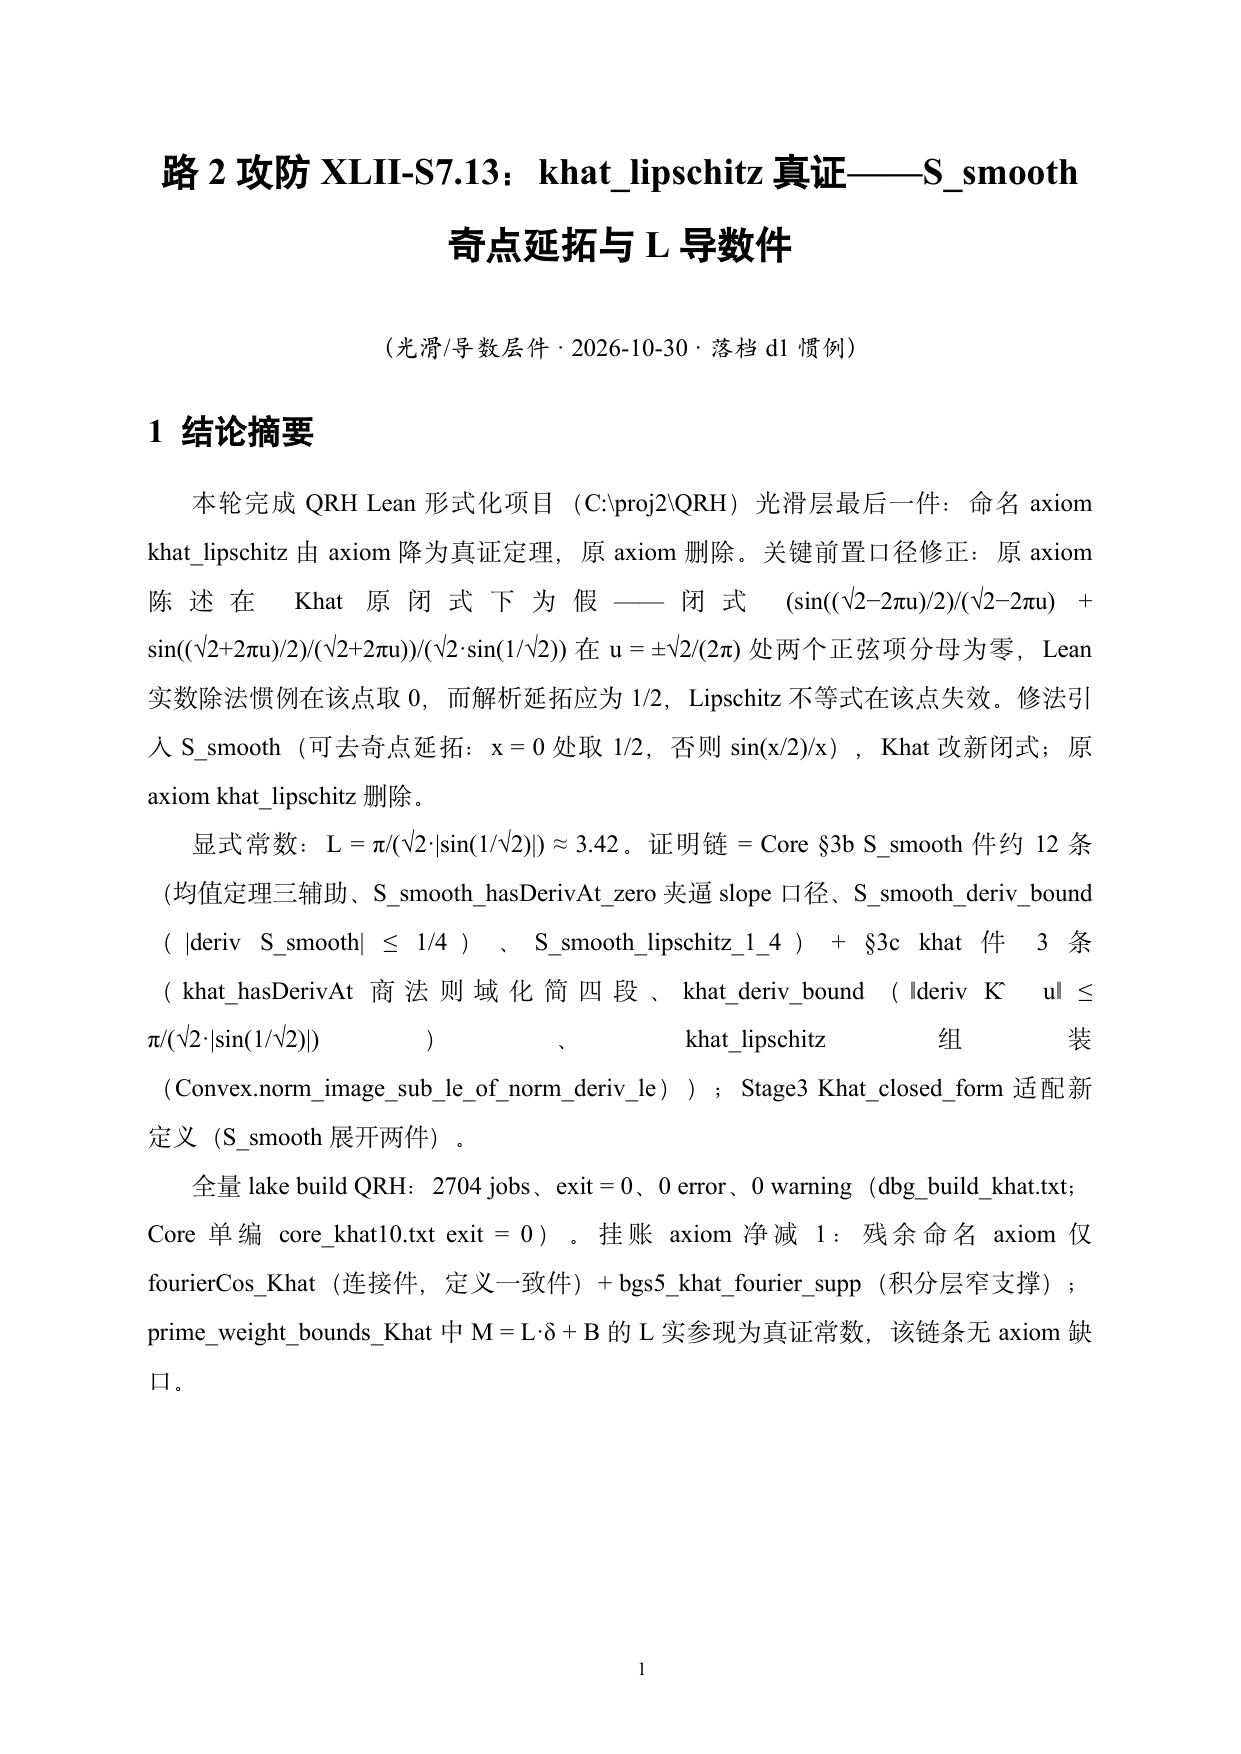 路 2 攻防 XLII-S7.13：khat_lipschitz 真证——S_smooth
奇点延拓与 L 导数件
（光滑/导数层件 · 2026-10-30 · 落档 d1 惯例）
1 结论摘要
本轮完成 QRH Lean 形式化项目（C:\proj2\QRH）光滑层最后一件：命名 axiom
khat_lipschitz 由 axiom 降为真证定理，原 axiom 删除。关键前置口径修正：原 axiom
陈述在 Khat 原闭式下为假——闭式 (sin((√2−2πu)/2)/(√2−2πu) +
sin((√2+2πu)/2)/(√2+2πu))/(√2·sin(1/√2)) 在 u = ±√2/(2π) 处两个正弦项分母为零，Lean
实数除法惯例在该点取 0，而解析延拓应为 1/2，Lipschitz 不等式在该点失效。修法引
入 S_smooth（可去奇点延拓：x = 0 处取 1/2，否则 sin(x/2)/x），Khat 改新闭式；原
axiom khat_lipschitz 删除。
显式常数：L = π/(√2·|sin(1/√2)|) ≈ 3.42。证明链 = Core §3b S_smooth 件约 12 条
（均值定理三辅助、S_smooth_hasDerivAt_zero 夹逼 slope 口径、S_smooth_deriv_bound
（|deriv S_smooth| ≤ 1/4）、S_smooth_lipschitz_1_4）+ §3c khat 件 3 条
（khat_hasDerivAt 商法则域化简四段、khat_deriv_bound（‖deriv K̂ u‖ ≤
π/(√2·|sin(1/√2)|)）、khat_lipschitz 组装
（Convex.norm_image_sub_le_of_norm_deriv_le））；Stage3 Khat_closed_form 适配新
定义（S_smooth 展开两件）。
全量 lake build QRH：2704 jobs、exit = 0、0 error、0 warning（dbg_build_khat.txt；
Core 单编 core_khat10.txt exit = 0）。挂账 axiom 净减 1：残余命名 axiom 仅
fourierCos_Khat（连接件，定义一致件）+ bgs5_khat_fourier_supp（积分层窄支撑）；
prime_weight_bounds_Khat 中 M = L·δ + B 的 L 实参现为真证常数，该链条无 axiom 缺
口。
1